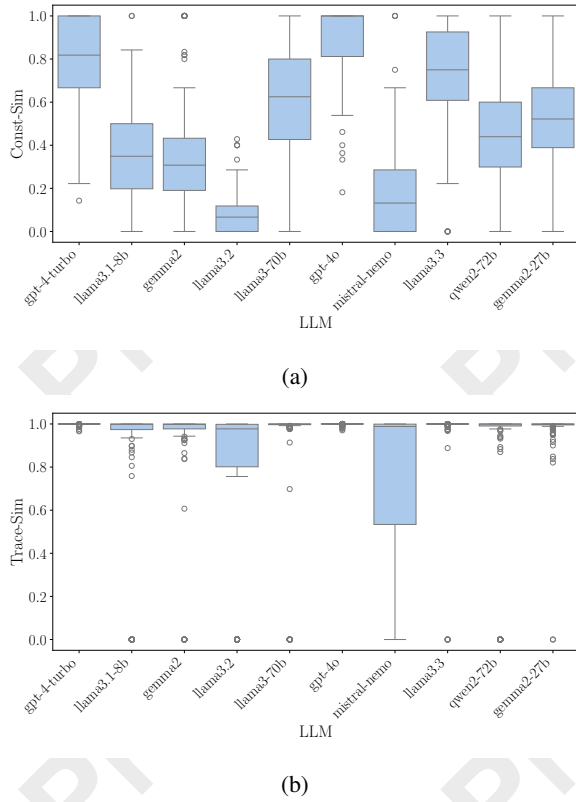 1.0
0.8
0.6
0.4
0.2
0.0
Const-Sim
gpt-4-turbo
llama3.1-8b
gemma2
llama3.2
llama3-70b
gpt-4o
mistral-nemo
llama3.3
qwen2-72b
gemma2-27b
LLM
(a)
1.0
0.8
0.6
0.4
0.2
0.0
Trace-Sim
gpt-4-turbo
llama3.1-8b
gemma2
llama3.2
llama3-70b
gpt-4o
mistral-nemo
llama3.3
qwen2-72b
gemma2-27b
LLM
(b)